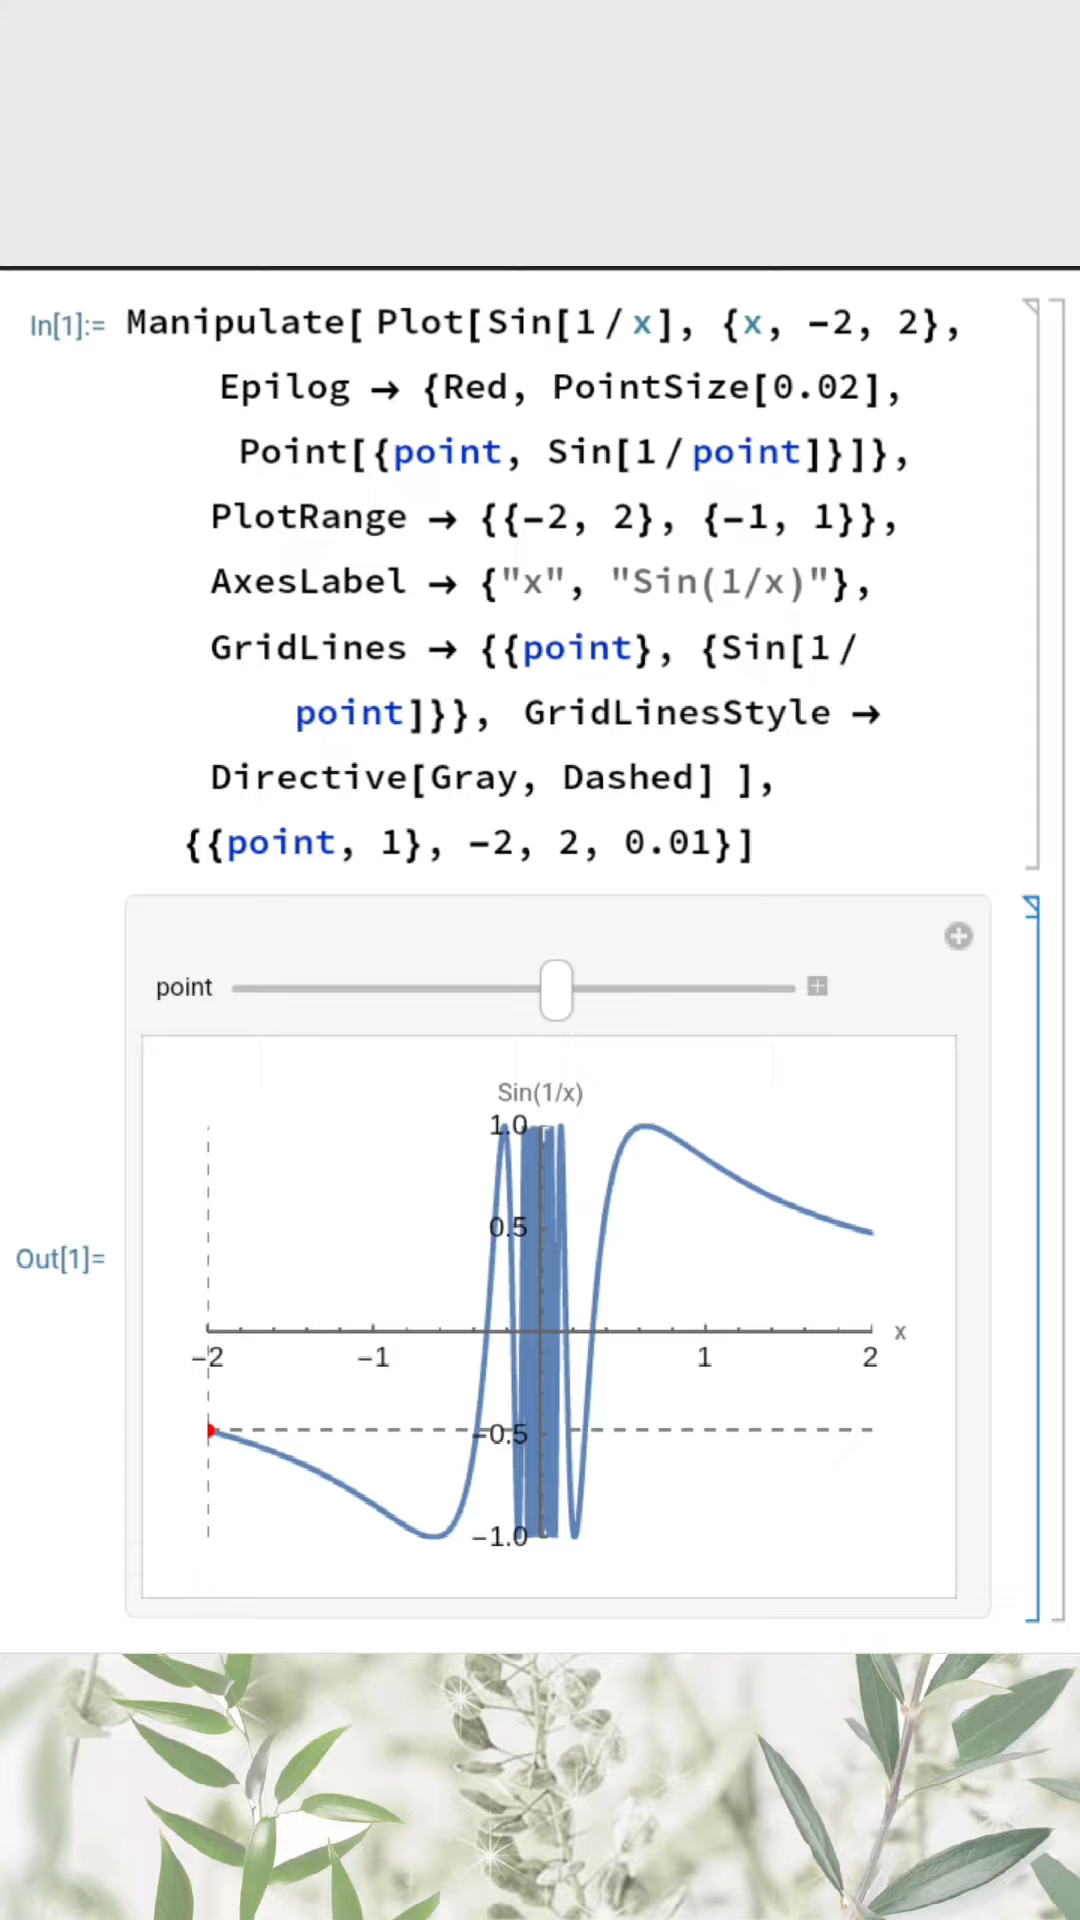 In[1]:= Manipulate[ Plot[Sin[1/x], {x, -2, 2},
Epilog → {Red, PointSize[0.02],
Point[{point, Sin[1/point]}]},
PlotRange → {{-2, 2}, {-1, 1}},
AxesLabel → {"x", "Sin(1/x)"},
GridLines → {{point}, {Sin[1/
point]}}, GridLinesStyle →
Directive[Gray, Dashed] ],
{{point, 1}, -2, 2, 0.01}]
point
Sin(1/x)
1.0
0.5
Out[1]=
x
-2 -1 1 2
-0.5
-1.0